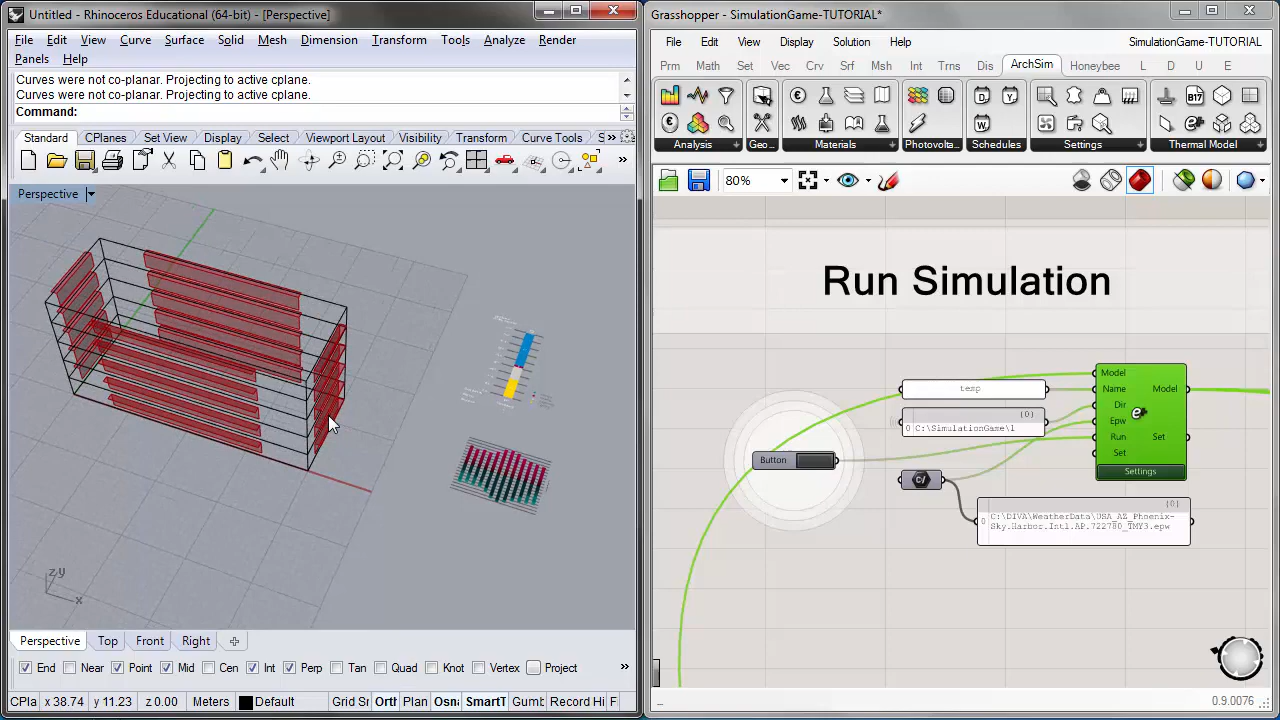 Untitled - Rhinoceros Educational (64-bit) - [Perspective]
File Edit View Curve Surface Solid Mesh Dimension Transform Tools Analyze Render
Panels Help
Curves were not co-planar. Projecting to active cplane.
Curves were not co-planar. Projecting to active cplane.
Command:
Standard CPlanes Set View Display Select Viewport Layout Visibility Transform Curve Tools S »
»
Perspective
z y
x
Perspective Top Front Right
End Near Point Mid Cen Int Perp Tan Quad Knot Vertex Project »
CPla x 38.74 y 11.23 z 0.00 Meters Default Grid Sr Orth Plan Osna SmartT Gumb Record Hi F
Grasshopper - SimulationGame-TUTORIAL*
File Edit View Display Solution Help SimulationGame-TUTORIAL
Prm Math Set Vec Crv Srf Msh Int Trns Dis ArchSim Honeybee L D U E
Analysis Geo... Materials Photovolta... Schedules Settings Thermal Model
80%
Run Simulation
temp
{0}
0 C:\SimulationGame\1
Button
C/
{0}
0 C:\DIVA\WeatherData\USA_AZ_Phoenix-
Sky.Harbor.Intl.AP.722780_TMY3.epw
Model
Name Model
Dir
Epw
Run Set
Set
Settings
0.9.0076